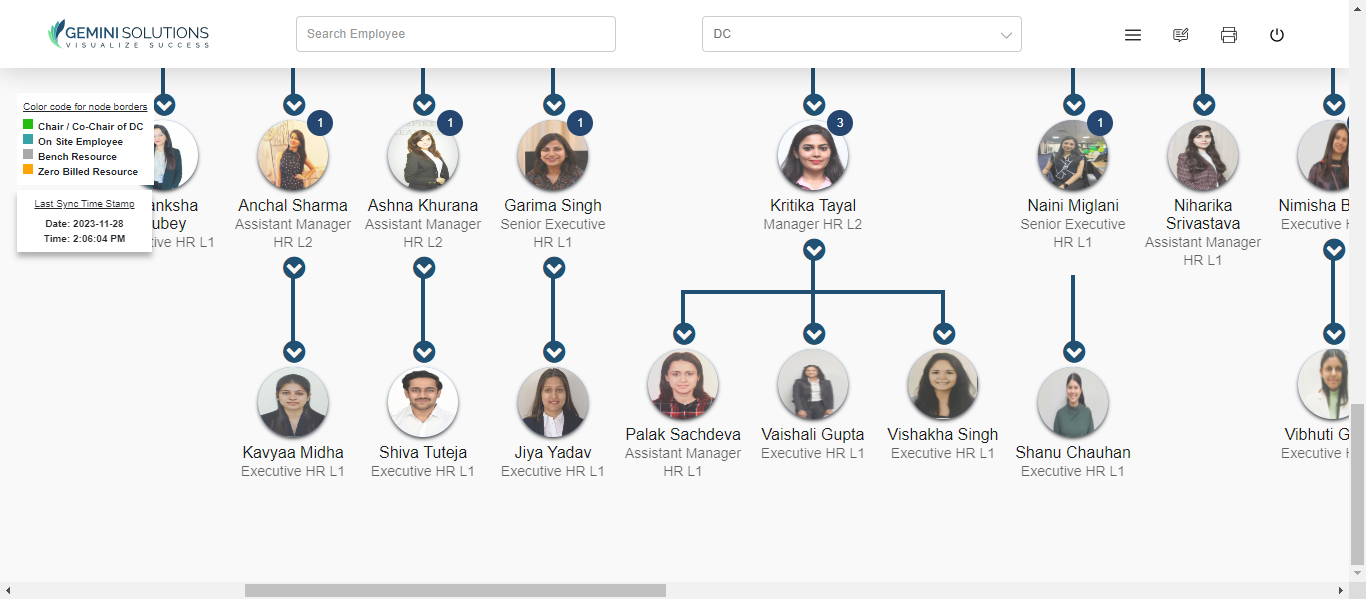 GEMINI SOLUTIONS
VISUALIZE SUCCESS
Search Employee
DC
Color code for node borders
Chair / Co-Chair of DC
On Site Employee
Bench Resource
Zero Billed Resource
Last Sync Time Stamp
Date: 2023-11-28
Time: 2:06:04 PM
anksha
ubey
ive HR L1
1
Anchal Sharma
Assistant Manager
HR L2
1
Ashna Khurana
Assistant Manager
HR L2
1
Garima Singh
Senior Executive
HR L1
3
Kritika Tayal
Manager HR L2
1
Naini Miglani
Senior Executive
HR L1
Niharika
Srivastava
Assistant Manager
HR L1
Nimisha B
Executive H
Kavyaa Midha
Executive HR L1
Shiva Tuteja
Executive HR L1
Jiya Yadav
Executive HR L1
Palak Sachdeva
Assistant Manager
HR L1
Vaishali Gupta
Executive HR L1
Vishakha Singh
Executive HR L1
Shanu Chauhan
Executive HR L1
Vibhuti G
Executive H